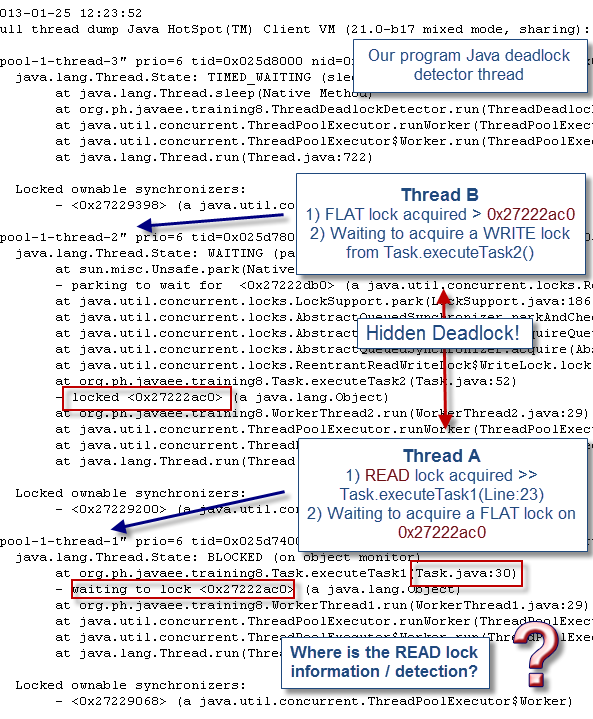 013-01-25 12:23:52
ull thread dump Java HotSpot(TM) Client VM (21.0-b17 mixed mode, sharing):
Our program Java deadlock
detector thread
pool-1-thread-3" prio=6 tid=0x025d8000 nid=0x
java.lang.Thread.State: TIMED_WAITING (slee
at java.lang.Thread.sleep(Native Method)
at org.ph.javaee.training8.ThreadDeadlockDetector.run(ThreadDeadloc
at java.util.concurrent.ThreadPoolExecutor.runWorker(ThreadPoolExec
at java.util.concurrent.ThreadPoolExecutor$Worker.run(ThreadPoolExe
at java.lang.Thread.run(Thread.java:722)
Locked ownable synchronizers:
- <0x27229398> (a java.util.con
Thread B
1) FLAT lock acquired > 0x27222ac0
2) Waiting to acquire a WRITE lock
from Task.executeTask2()
pool-1-thread-2" prio=6 tid=0x025d780
java.lang.Thread.State: WAITING (pa
at sun.misc.Unsafe.park(Native
- parking to wait for  <0x27222db0> (a java.util.concurrent.locks.Re
at java.util.concurrent.locks.LockSupport.park(LockSupport.java:186
at java.util.concurrent.locks.AbstractQueuedSynchronizer.parkAndChe
at java.util.concurrent.locks.AbstractQ
quireQueu
at java.util.concurrent.locks.AbstractQueuedSynchronizer.acquire(Abs
at java.util.concurrent.locks.ReentrantReadWriteLock$WriteLock.lock
Hidden Deadlock!
at org.ph.javaee.training8.Task.executeTask2(Task.java:52)
- locked <0x27222ac0> (a java.lang.Object)
at org.ph.javaee.training8.WorkerThread2.run(WorkerThread2.java:29)
at java.util.concurrent.ThreadPoolExecutor.runWorker(ThreadPoolExec
at java.util.concurrent.Thread
at java.lang.Thread.run(Thread
Thread A
1) READ lock acquired >>
Task.executeTask1(Line:23)
2) Waiting to acquire a FLAT lock on
0x27222ac0
Locked ownable synchronizers:
- <0x27229200> (a java.util.con
pool-1-thread-1" prio=6 tid=0x025d7400
java.lang.Thread.State: BLOCKED (on object monitor)
at org.ph.javaee.training8.Task.executeTask1(Task.java:30)
- waiting to lock <0x27222ac0> (a java.lang.Object)
at org.ph.javaee.training8.WorkerThread1.run(WorkerThread1.java:29)
at java.util.concurrent.ThreadPoolExecutor.runWorker(ThreadPoolExec
at java.util.concurrent.ThreadPoolExecutor$Worker.run(ThreadPoolExe
at java.lang.Thread.run(Thread
Where is the READ lock
information / detection?
?
Locked ownable synchronizers:
- <0x27229068> (a java.util.concurrent.ThreadPoolExecutor$Worker)